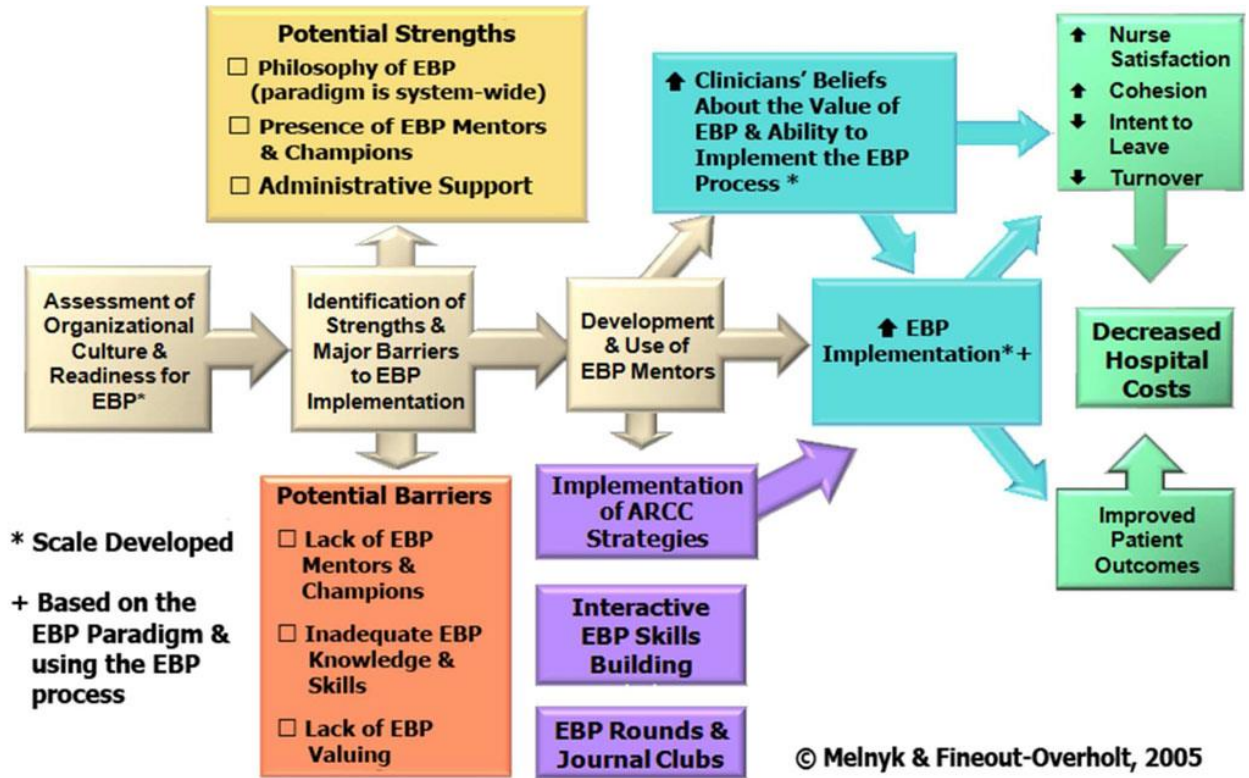 Potential Strengths
□ Philosophy of EBP
(paradigm is system-wide)
□ Presence of EBP Mentors
& Champions
□ Administrative Support
⬆ Clinicians’ Beliefs
About the Value of
EBP & Ability to
Implement the EBP
Process *
⬆ Nurse
Satisfaction
⬆ Cohesion
⬇ Intent to
Leave
⬇ Turnover
Assessment of
Organizational
Culture &
Readiness for
EBP*
Identification of
Strengths &
Major Barriers
to EBP
Implementation
Development
& Use of
EBP Mentors
⬆ EBP
Implementation*+
Decreased
Hospital
Costs
Potential Barriers
□ Lack of EBP
Mentors &
Champions
□ Inadequate EBP
Knowledge &
Skills
□ Lack of EBP
Valuing
Implementation
of ARCC
Strategies
Interactive
EBP Skills
Building
EBP Rounds &
Journal Clubs
Improved
Patient
Outcomes
* Scale Developed
+ Based on the
EBP Paradigm &
using the EBP
process
© Melnyk & Fineout-Overholt, 2005